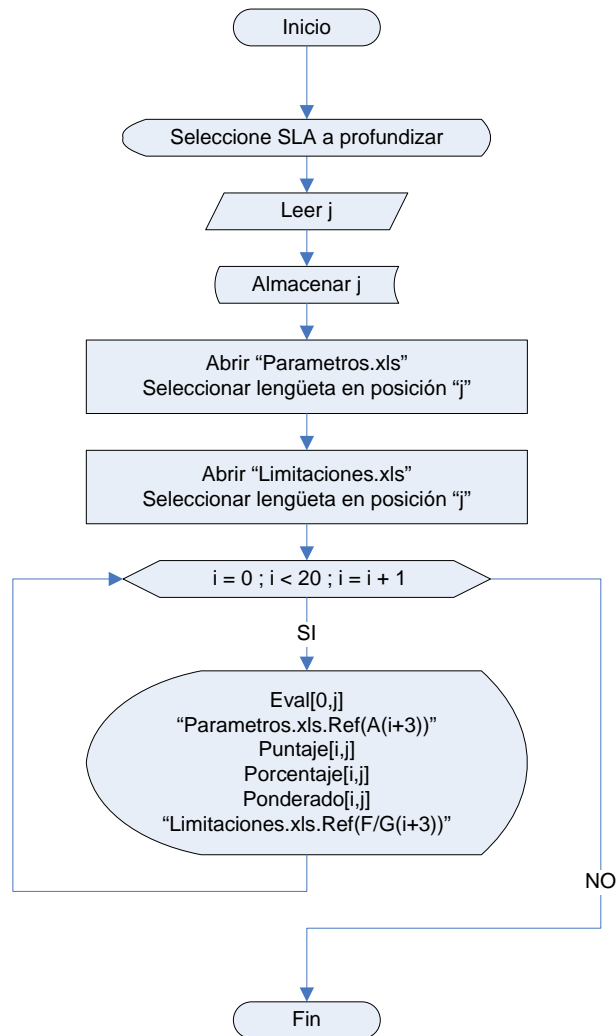 Inicio
Seleccione SLA a profundizar
Leer j
Almacenar j
Abrir “Parametros.xls”
Seleccionar lengüeta en posición “j”
Abrir “Limitaciones.xls”
Seleccionar lengüeta en posición “j”
i = 0 ; i < 20 ; i = i + 1
SI
Eval[0,j]
“Parametros.xls.Ref(A(i+3))”
Puntaje[i,j]
Porcentaje[i,j]
Ponderado[i,j]
“Limitaciones.xls.Ref(F/G(i+3))”
NO
Fin